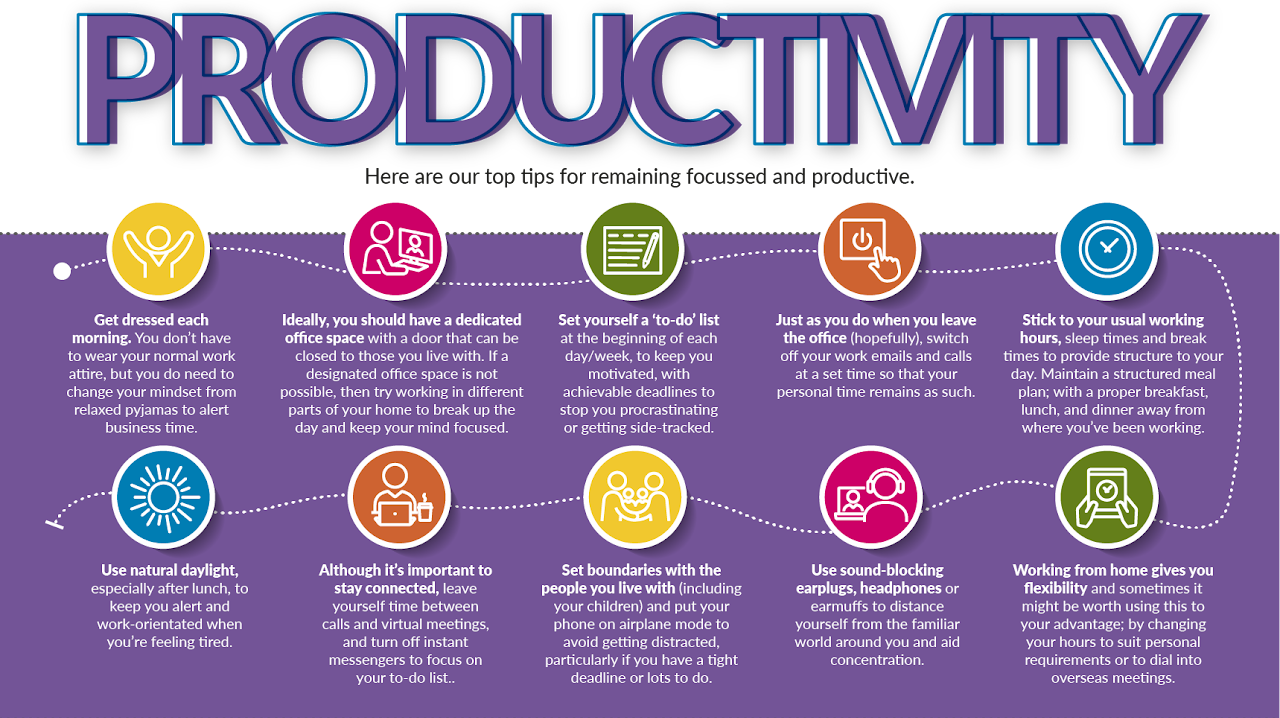 PRODUCTIVITY
Here are our top tips for remaining focussed and productive.
Get dressed each
morning. You don't have
to wear your normal work
attire, but you do need to
change your mindset from
relaxed pyjamas to alert
business time.
Ideally, you should have a dedicated
office space with a door that can be
closed to those you live with. If a
designated office space is not
possible, then try working in different
parts of your home to break up the
day and keep your mind focused.
Set yourself a 'to-do' list
at the beginning of each
day/week, to keep you
motivated, with
achievable deadlines to
stop you procrastinating
or getting side-tracked.
Just as you do when you leave
the office (hopefully), switch
off your work emails and calls
at a set time so that your
personal time remains as such.
Stick to your usual working
hours, sleep times and break
times to provide structure to your
day. Maintain a structured meal
plan; with a proper breakfast,
lunch, and dinner away from
where you've been working.
Use natural daylight,
especially after lunch, to
keep you alert and
work-orientated when
you're feeling tired.
Although it's important to
stay connected, leave
yourself time between
calls and virtual meetings,
and turn off instant
messengers to focus on
your to-do list..
Set boundaries with the
people you live with (including
your children) and put your
phone on airplane mode to
avoid getting distracted,
particularly if you have a tight
deadline or lots to do.
Use sound-blocking
earplugs, headphones or
earmuffs to distance
yourself from the familiar
world around you and aid
concentration.
Working from home gives you
flexibility and sometimes it
might be worth using this to
your advantage; by changing
your hours to suit personal
requirements or to dial into
overseas meetings.